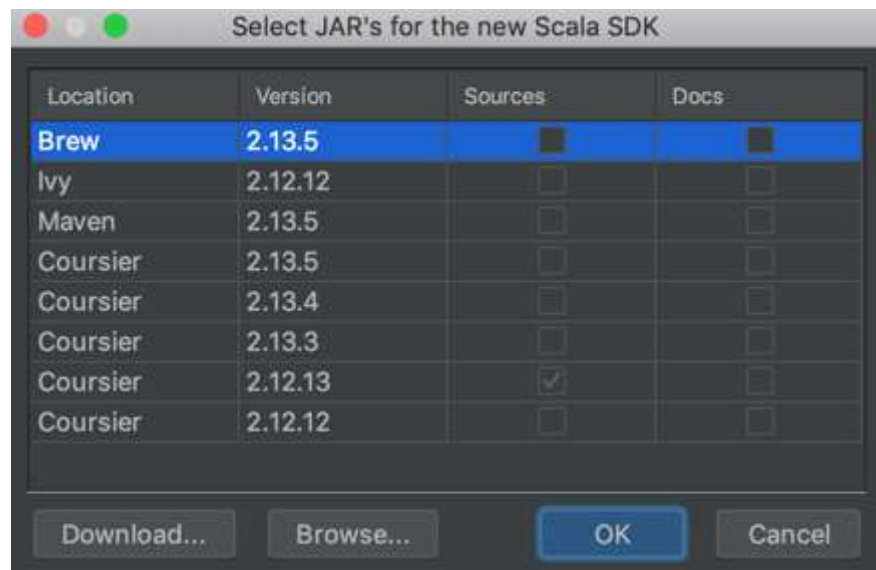 Select JAR's for the new Scala SDK
Location Version Sources Docs
Brew 2.13.5
Ivy 2.12.12
Maven 2.13.5
Coursier 2.13.5
Coursier 2.13.4
Coursier 2.13.3
Coursier 2.12.13
Coursier 2.12.12
Download... Browse... OK Cancel